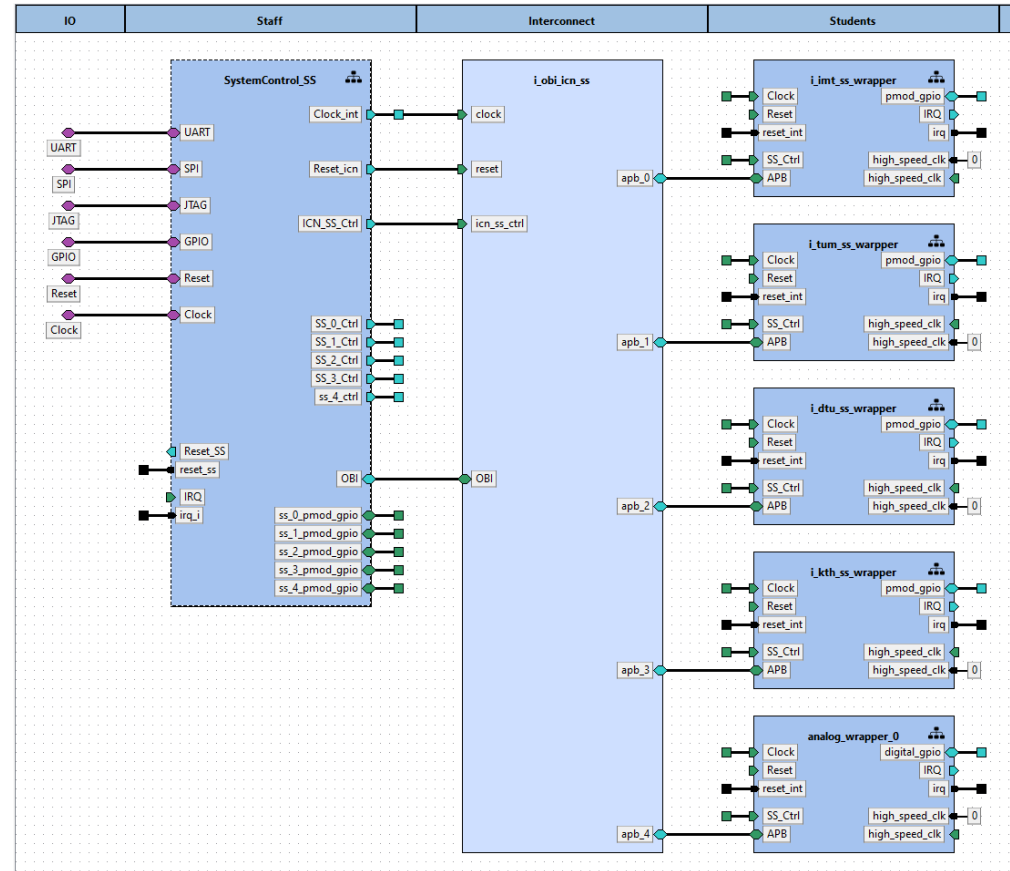 IO
Staff
Interconnect
Students
UART
SPI
JTAG
GPIO
Reset
Clock
SystemControl_SS
UART
SPI
JTAG
GPIO
Reset
Clock
Reset_SS
reset_ss
IRQ
irq_i
Clock_int
Reset_icn
ICN_SS_Ctrl
SS_0_Ctrl
SS_1_Ctrl
SS_2_Ctrl
SS_3_Ctrl
ss_4_ctrl
OBI
ss_0_pmod_gpio
ss_1_pmod_gpio
ss_2_pmod_gpio
ss_3_pmod_gpio
ss_4_pmod_gpio
i_obi_icn_ss
clock
reset
icn_ss_ctrl
OBI
apb_0
apb_1
apb_2
apb_3
apb_4
i_imt_ss_wrapper
Clock pmod_gpio
Reset IRQ
reset_int irq
SS_Ctrl high_speed_clk 0
APB high_speed_clk
i_tum_ss_warpper
Clock pmod_gpio
Reset IRQ
reset_int irq
SS_Ctrl high_speed_clk
APB high_speed_clk 0
i_dtu_ss_wrapper
Clock pmod_gpio
Reset IRQ
reset_int irq
SS_Ctrl high_speed_clk
APB high_speed_clk 0
i_kth_ss_wrapper
Clock pmod_gpio
Reset IRQ
reset_int irq
SS_Ctrl high_speed_clk
APB high_speed_clk 0
analog_wrapper_0
Clock digital_gpio
Reset IRQ
reset_int irq
SS_Ctrl high_speed_clk 0
APB high_speed_clk